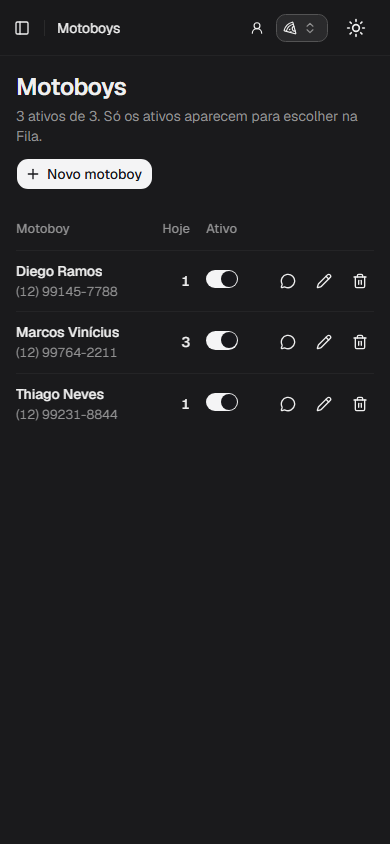 Motoboys
Motoboys
3 ativos de 3. Só os ativos aparecem para escolher na
Fila.
+ Novo motoboy
Motoboy Hoje Ativo
Diego Ramos
(12) 99145-7788
1
Marcos Vinícius
(12) 99764-2211
3
Thiago Neves
(12) 99231-8844
1